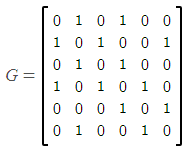 G =
0 1 0 1 0 0
1 0 1 0 0 1
0 1 0 1 0 0
1 0 1 0 1 0
0 0 0 1 0 1
0 1 0 0 1 0